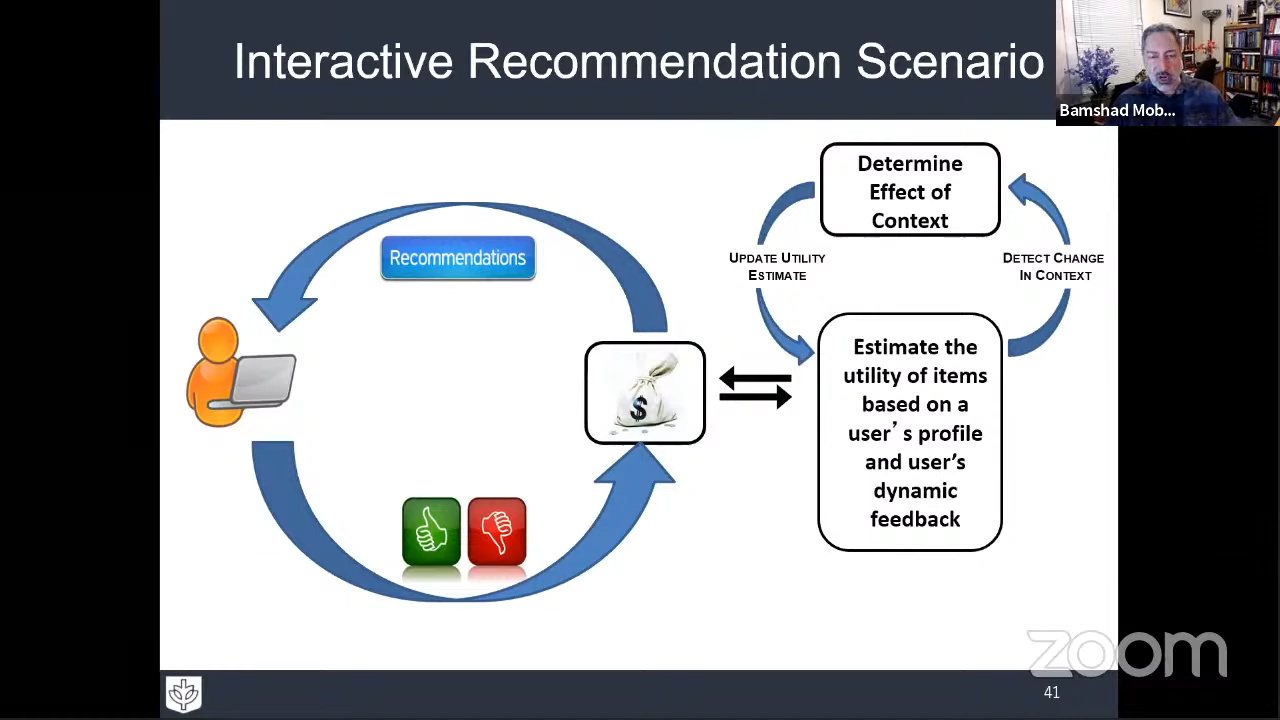 Interactive Recommendation Scenario
Bamshad Mob...
Determine
Effect of
Context
Recommendations
UPDATE UTILITY
ESTIMATE
DETECT CHANGE
IN CONTEXT
Estimate the
utility of items
based on a
user’s profile
and user’s
dynamic
feedback
$
zoom
41